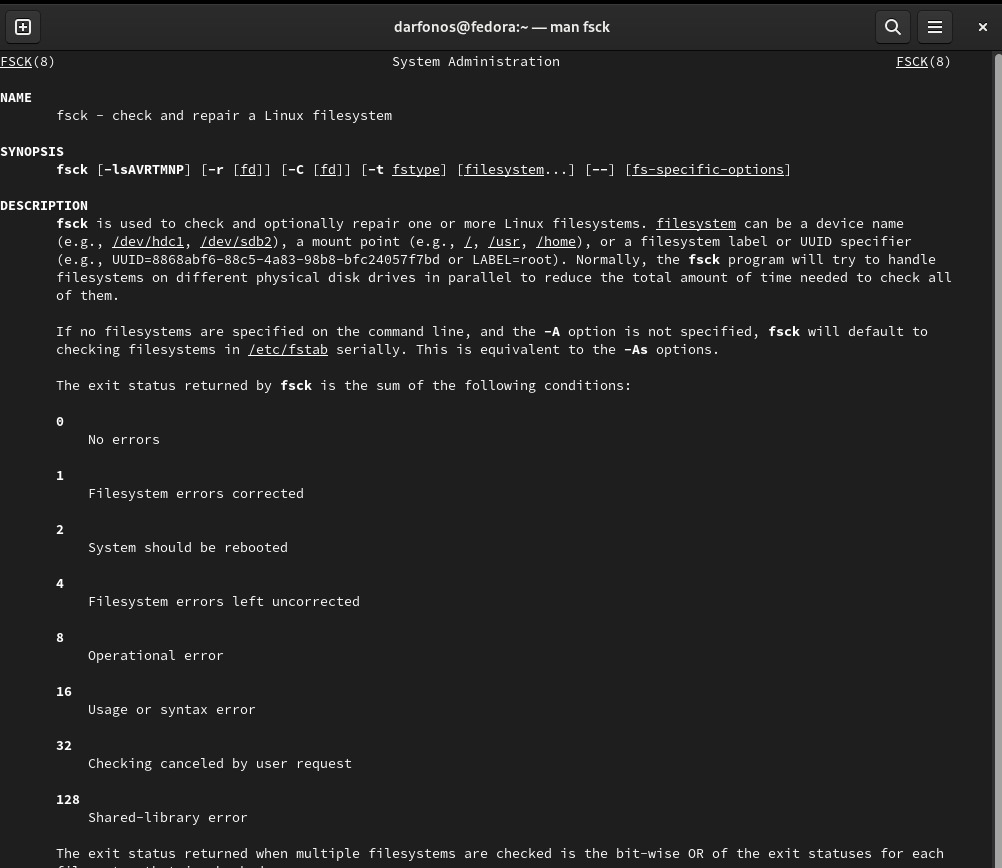 darfonos@fedora:~ — man fsck
FSCK(8) System Administration FSCK(8)
NAME
fsck - check and repair a Linux filesystem
SYNOPSIS
fsck [-lsAVRTMNP] [-r [fd]] [-C [fd]] [-t fstype] [filesystem...] [--] [fs-specific-options]
DESCRIPTION
fsck is used to check and optionally repair one or more Linux filesystems. filesystem can be a device name
(e.g., /dev/hdc1, /dev/sdb2), a mount point (e.g., /, /usr, /home), or a filesystem label or UUID specifier
(e.g., UUID=8868abf6-88c5-4a83-98b8-bfc24057f7bd or LABEL=root). Normally, the fsck program will try to handle
filesystems on different physical disk drives in parallel to reduce the total amount of time needed to check all
of them.
If no filesystems are specified on the command line, and the -A option is not specified, fsck will default to
checking filesystems in /etc/fstab serially. This is equivalent to the -As options.
The exit status returned by fsck is the sum of the following conditions:
0
No errors
1
Filesystem errors corrected
2
System should be rebooted
4
Filesystem errors left uncorrected
8
Operational error
16
Usage or syntax error
32
Checking canceled by user request
128
Shared-library error
The exit status returned when multiple filesystems are checked is the bit-wise OR of the exit statuses for each